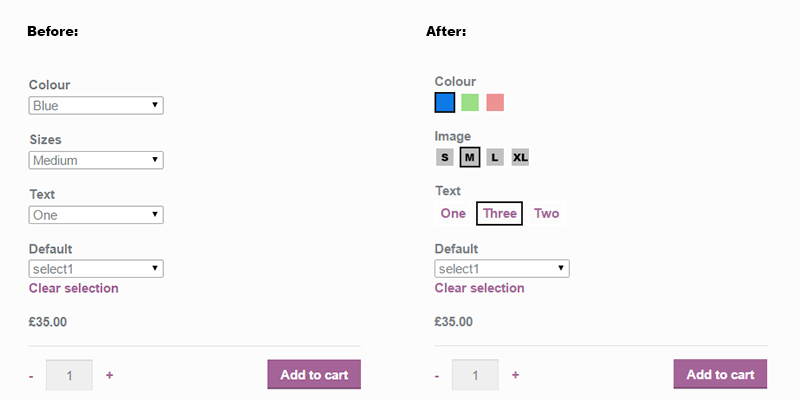 Before:
Colour
Blue
Sizes
Medium
Text
One
Default
select1
Clear selection
£35.00
- 1 +
Add to cart
After:
Colour
Image
S M L XL
Text
One Three Two
Default
select1
Clear selection
£35.00
- 1 +
Add to cart